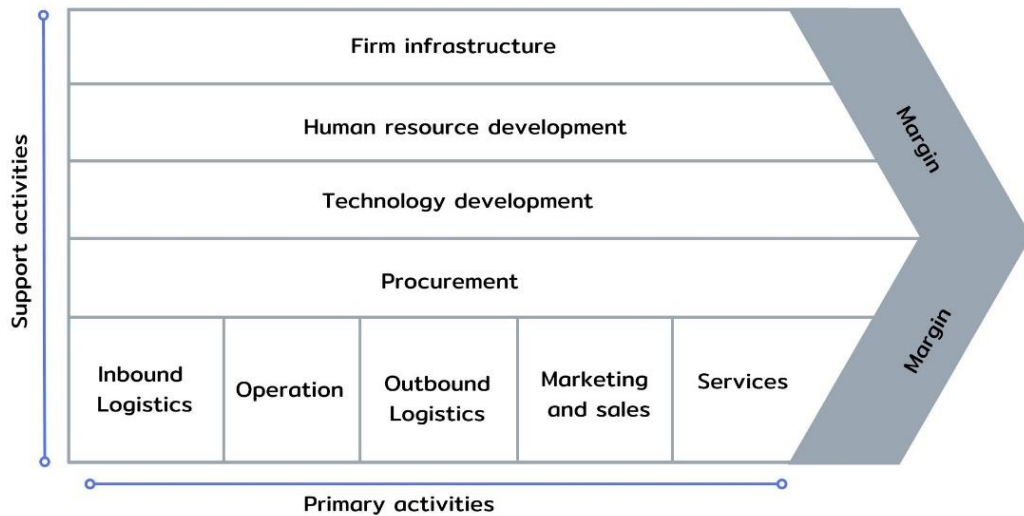 Support activities
Firm infrastructure
Human resource development
Technology development
Procurement
Inbound
Logistics
Operation
Outbound
Logistics
Marketing
and sales
Services
Margin
Margin
Primary activities